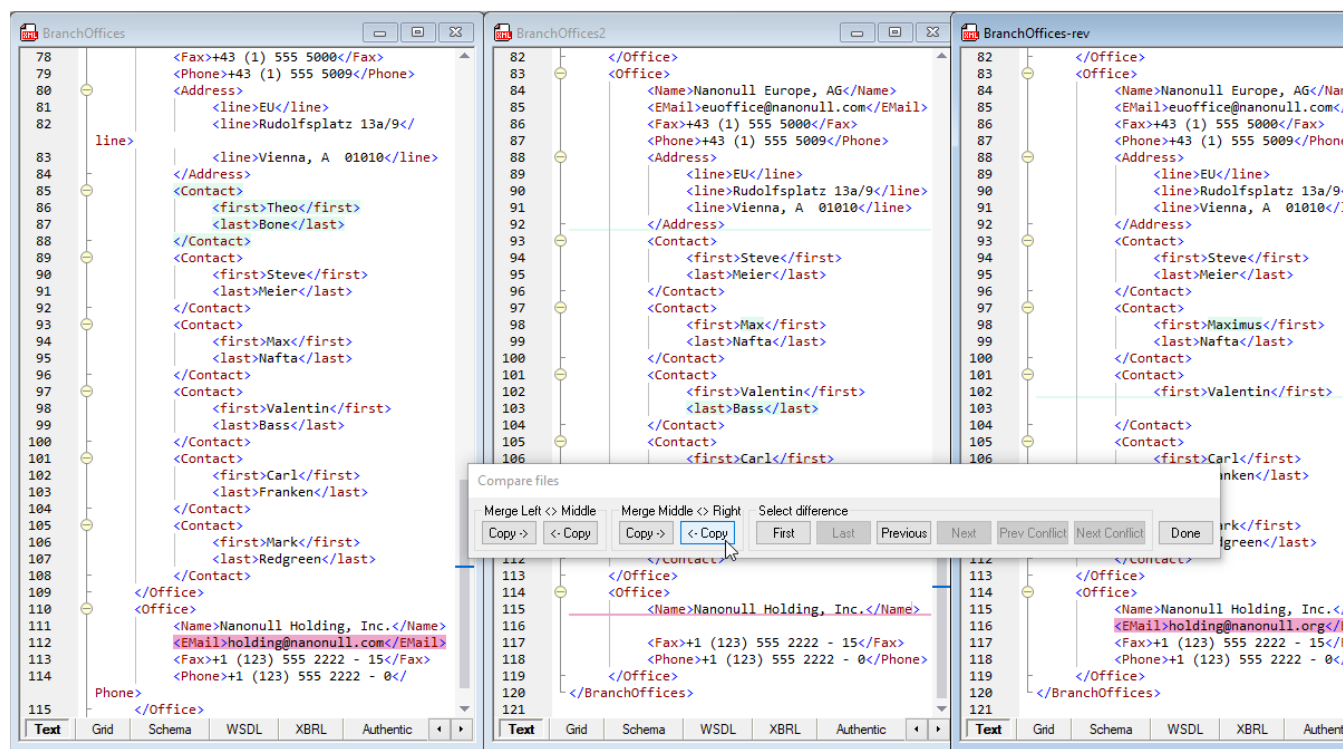 BranchOffices
78 <Fax>+43 (1) 555 5000</Fax>
79 <Phone>+43 (1) 555 5009</Phone>
80 <Address>
81 <line>EU</line>
82 <line>Rudolfsplatz 13a/9</
line>
83 <line>Vienna, A  01010</line>
84 </Address>
85 <Contact>
86 <first>Theo</first>
87 <last>Bone</last>
88 </Contact>
89 <Contact>
90 <first>Steve</first>
91 <last>Meier</last>
92 </Contact>
93 <Contact>
94 <first>Max</first>
95 <last>Nafta</last>
96 </Contact>
97 <Contact>
98 <first>Valentin</first>
99 <last>Bass</last>
100 </Contact>
101 <Contact>
102 <first>Carl</first>
103 <last>Franken</last>
104 </Contact>
105 <Contact>
106 <first>Mark</first>
107 <last>Redgreen</last>
108 </Contact>
109 </Office>
110 <Office>
111 <Name>Nanonull Holding, Inc.</Name>
112 <EMail>holding@nanonull.com</EMail>
113 <Fax>+1 (123) 555 2222 - 15</Fax>
114 <Phone>+1 (123) 555 2222 - 0</
Phone>
115 </Office>
Text Grid Schema WSDL XBRL Authentic
BranchOffices2
82 </Office>
83 <Office>
84 <Name>Nanonull Europe, AG</Name>
85 <EMail>euoffice@nanonull.com</EMail>
86 <Fax>+43 (1) 555 5000</Fax>
87 <Phone>+43 (1) 555 5009</Phone>
88 <Address>
89 <line>EU</line>
90 <line>Rudolfsplatz 13a/9</line>
91 <line>Vienna, A  01010</line>
92 </Address>
93 <Contact>
94 <first>Steve</first>
95 <last>Meier</last>
96 </Contact>
97 <Contact>
98 <first>Max</first>
99 <last>Nafta</last>
100 </Contact>
101 <Contact>
102 <first>Valentin</first>
103 <last>Bass</last>
104 </Contact>
105 <Contact>
106 <first>Carl</first>
112 </Contact>
113 </Office>
114 <Office>
115 <Name>Nanonull Holding, Inc.</Name>
116
117 <Fax>+1 (123) 555 2222 - 15</Fax>
118 <Phone>+1 (123) 555 2222 - 0</Phone>
119 </Office>
120 </BranchOffices>
121
Text Grid Schema WSDL XBRL Authentic
BranchOffices-rev
82 </Office>
83 <Office>
84 <Name>Nanonull Europe, AG</Nam
85 <EMail>euoffice@nanonull.com</
86 <Fax>+43 (1) 555 5000</Fax>
87 <Phone>+43 (1) 555 5009</Phone
88 <Address>
89 <line>EU</line>
90 <line>Rudolfsplatz 13a/9<
91 <line>Vienna, A  01010</l
92 </Address>
93 <Contact>
94 <first>Steve</first>
95 <last>Meier</last>
96 </Contact>
97 <Contact>
98 <first>Maximus</first>
99 <last>Nafta</last>
100 </Contact>
101 <Contact>
102 <first>Valentin</first>
103
104 </Contact>
105 <Contact>
106 <first>Carl</first>
nken</last>
rk</first>
green</last>
112 </Contact>
113 </Office>
114 <Office>
115 <Name>Nanonull Holding, Inc.</
116 <EMail>holding@nanonull.org</E
117 <Fax>+1 (123) 555 2222 - 15</F
118 <Phone>+1 (123) 555 2222 - 0</
119 </Office>
120 </BranchOffices>
121
Text Grid Schema WSDL XBRL Authent
Compare files
Merge Left <> Middle Merge Middle <> Right Select difference
Copy -> <- Copy Copy -> <- Copy First Last Previous Next Prev Conflict Next Conflict Done